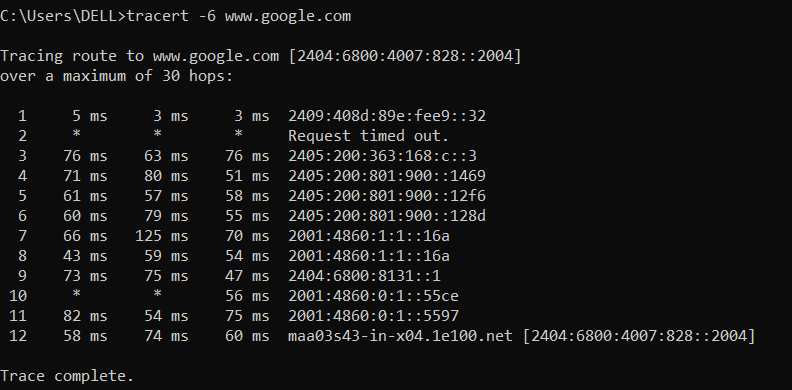 C:\Users\DELL>tracert -6 www.google.com
Tracing route to www.google.com [2404:6800:4007:828::2004]
over a maximum of 30 hops:
1 5 ms 3 ms 3 ms 2409:408d:89e:fee9::32
2 * * * Request timed out.
3 76 ms 63 ms 76 ms 2405:200:363:168:c::3
4 71 ms 80 ms 51 ms 2405:200:801:900::1469
5 61 ms 57 ms 58 ms 2405:200:801:900::12f6
6 60 ms 79 ms 55 ms 2405:200:801:900::128d
7 66 ms 125 ms 70 ms 2001:4860:1:1::16a
8 43 ms 59 ms 54 ms 2001:4860:1:1::16a
9 73 ms 75 ms 47 ms 2404:6800:8131::1
10 * * 56 ms 2001:4860:0:1::55ce
11 82 ms 54 ms 75 ms 2001:4860:0:1::5597
12 58 ms 74 ms 60 ms maa03s43-in-x04.1e100.net [2404:6800:4007:828::2004]
Trace complete.